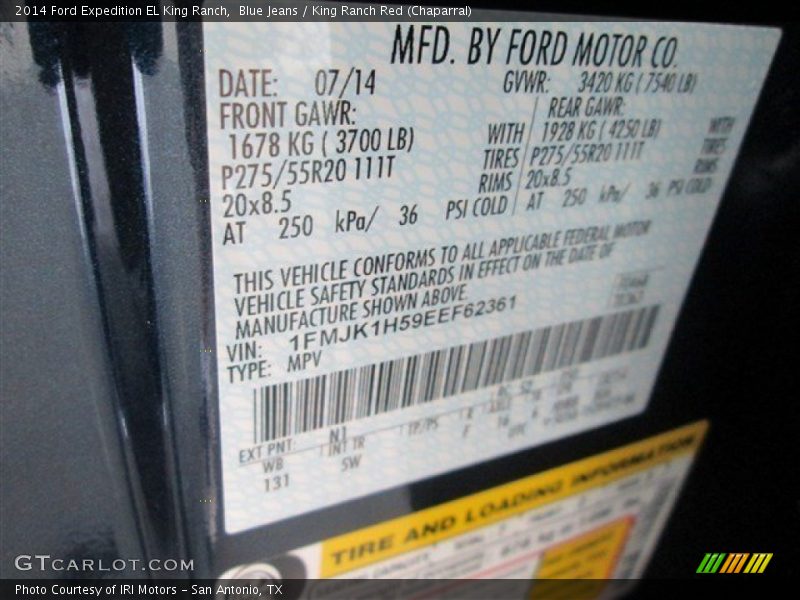 2014 Ford Expedition EL King Ranch, Blue Jeans / King Ranch Red (Chaparral)
MFD. BY FORD MOTOR CO.
DATE: 07/14 GVWR: 3420 KG ( 7540 LB)
FRONT GAWR: REAR GAWR:
1678 KG ( 3700 LB) WITH 1928 KG ( 4250 LB) WITH
P275/55R20 111T TIRES P275/55R20 111T TIRES
20x8.5 RIMS 20x8.5 RIMS
AT 250 kPa/ 36 PSI COLD AT 250 kPa/ 36 PSI COLD
THIS VEHICLE CONFORMS TO ALL APPLICABLE FEDERAL MOTOR
VEHICLE SAFETY STANDARDS IN EFFECT ON THE DATE OF
MANUFACTURE SHOWN ABOVE.
VIN: 1FMJK1H59EEF62361
TYPE: MPV
EXT PNT: N1
WB INT TR TP/PS R
131 SW F
TIRE AND LOADING INFORMATION
GTCARLOT.COM
Photo Courtesy of IRI Motors – San Antonio, TX